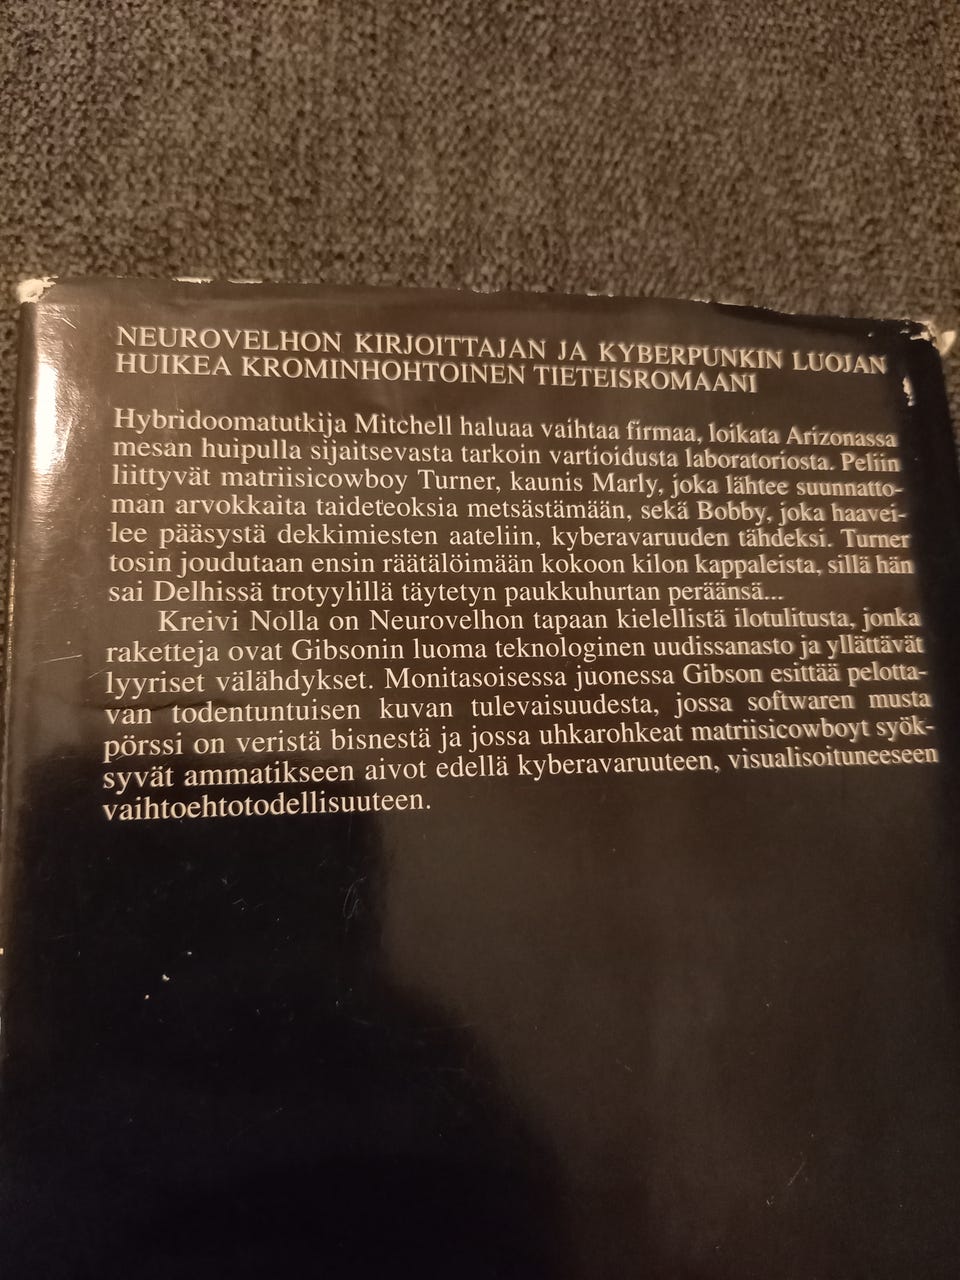 NEUROVELHON KIRJOITTAJAN JA KYBERPUNKIN LUOJAN
HUIKEA KROMINHOHTOINEN TIETEISROMAANI
Hybridoomatutkija Mitchell haluaa vaihtaa firmaa, loikata Arizonassa
mesan huipulla sijaitsevasta tarkoin vartioidusta laboratoriosta. Peliin
liittyvät matriisicowboy Turner, kaunis Marly, joka lähtee suunnatto-
man arvokkaita taideteoksia metsästämään, sekä Bobby, joka haavei-
lee pääsystä dekkimiesten aateliin, kyberavaruuden tähdeksi. Turner
tosin joudutaan ensin räätälöimään kokoon kilon kappaleista, sillä hän
sai Delhissä trotyylillä täytetyn paukkuhurtan peräänsä...
Kreivi Nolla on Neurovelhon tapaan kielellistä ilotulitusta, jonka
raketteja ovat Gibsonin luoma teknologinen uudissanasto ja yllättävät
lyyriset välähdykset. Monitasoisessa juonessa Gibson esittää pelotta-
van todentuntuisen kuvan tulevaisuudesta, jossa softwaren musta
pörssi on veristä bisnestä ja jossa uhkarohkeat matriisicowboyt syök-
syvät ammatikseen aivot edellä kyberavaruuteen, visualisoituneeseen
vaihtoehtotodellisuuteen.